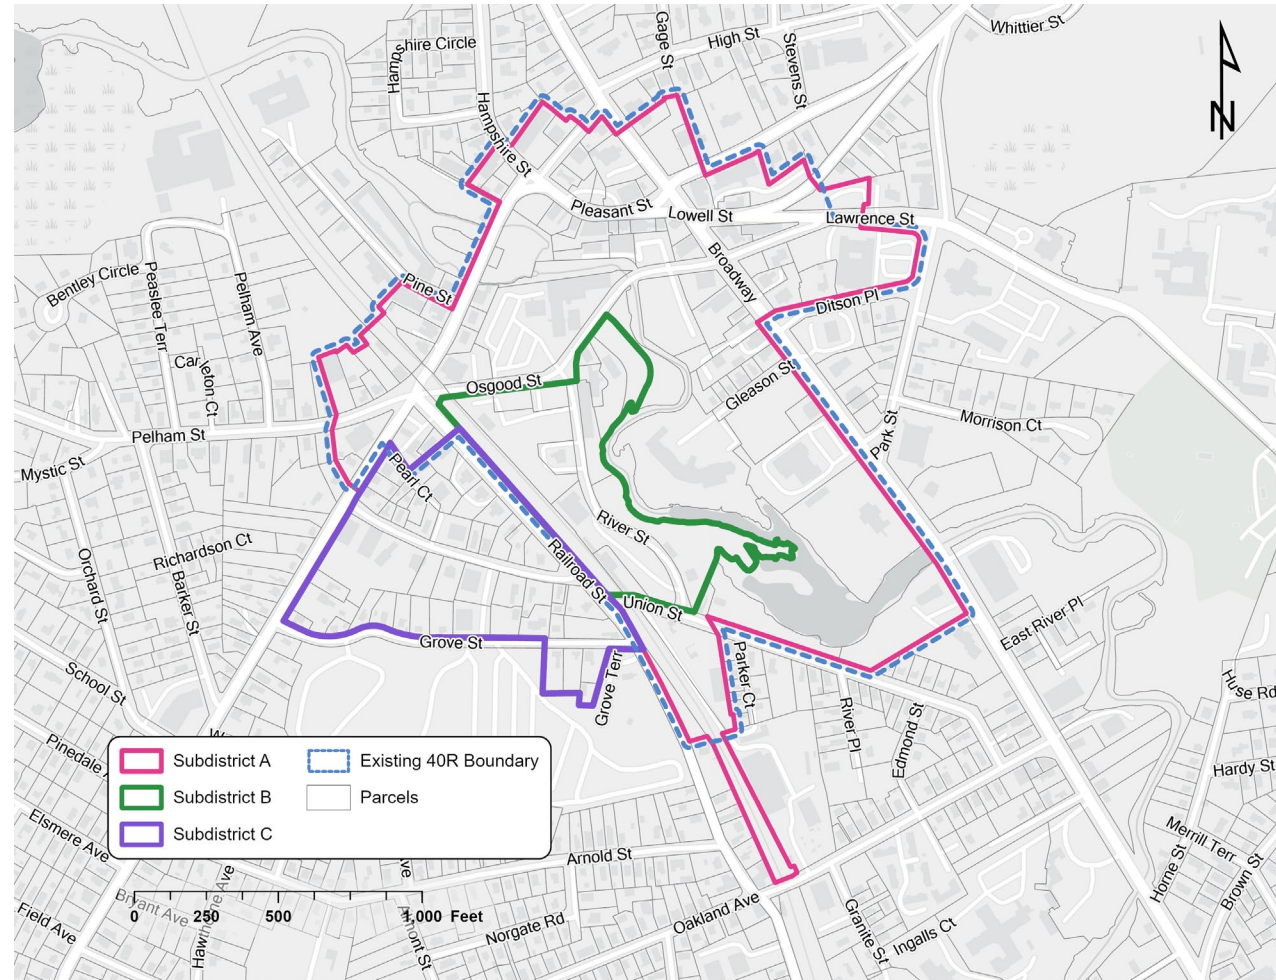 Whittier St
Gage St
High St
Stevens St
Hampshire Circle
Hampshire St
N
Pleasant St
Lowell St
Lawrence St
Broadway
Bentley Circle
Peaslee Terr
Pelham Ave
Pine St
Ditson Pl
Carleton Ct
Osgood St
Gleason St
Pelham St
Morrison Ct
Park St
Mystic St
Pearl Ct
River St
Richardson Ct
Orchard St
Barker St
Railroad St
Union St
East River Pl
Grove St
Grove Terr
Parker Ct
School St
River Pl
Edmond St
Huse Rd
Pinedale
Hardy St
Subdistrict A
Existing 40R Boundary
Subdistrict B
Parcels
Subdistrict C
Elsmere Ave
Merrill Terr
Arnold St
Ave
Horne St
Brown St
Bryant Ave
Hawthorne Ave
0 250 500 1,000 Feet
Field Ave
Norgate Rd
Oakland Ave
Granite St
Ingalls Ct